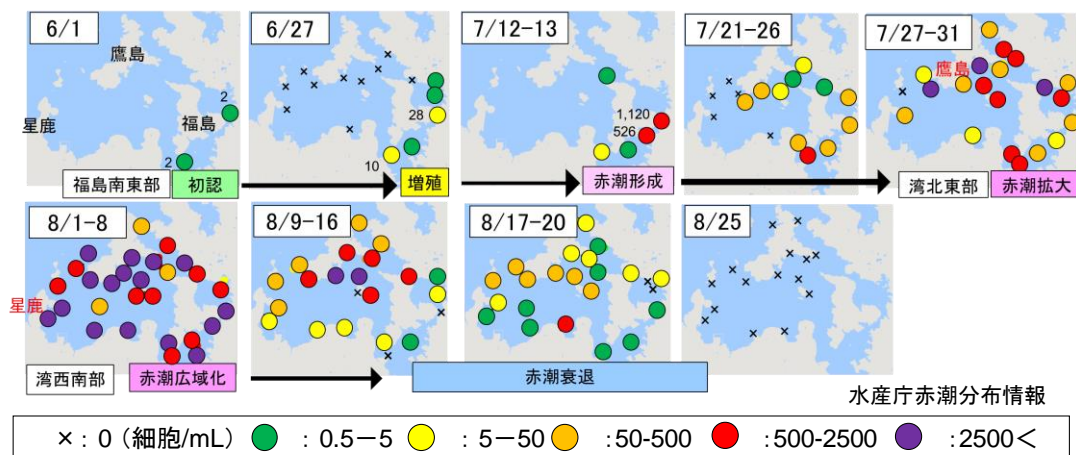 6/1
鷹島
2
福島
星鹿
2
福島南東部
初認
6/27
28
10
増殖
7/12-13
1,120
526
赤潮形成
7/21-26
7/27-31
鷹島
湾北東部
赤潮拡大
8/1-8
星鹿
湾西南部
赤潮広域化
8/9-16
8/17-20
赤潮衰退
8/25
水産庁赤潮分布情報
×：0（細胞/mL） ：0.5－5 ：5－50 :50-500 :500-2500 :2500＜